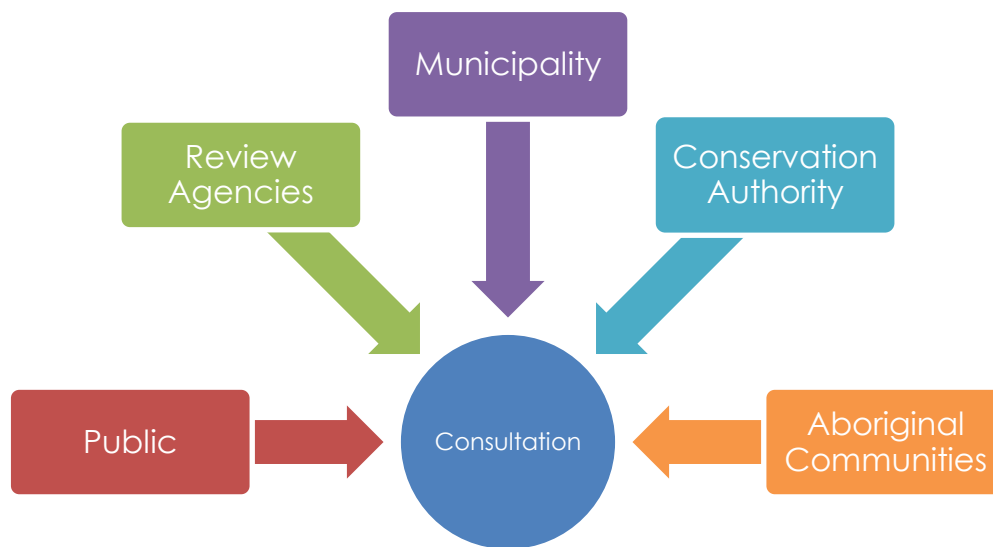 Municipality
Review
Agencies
Conservation
Authority
Public
Consultation
Aboriginal
Communities